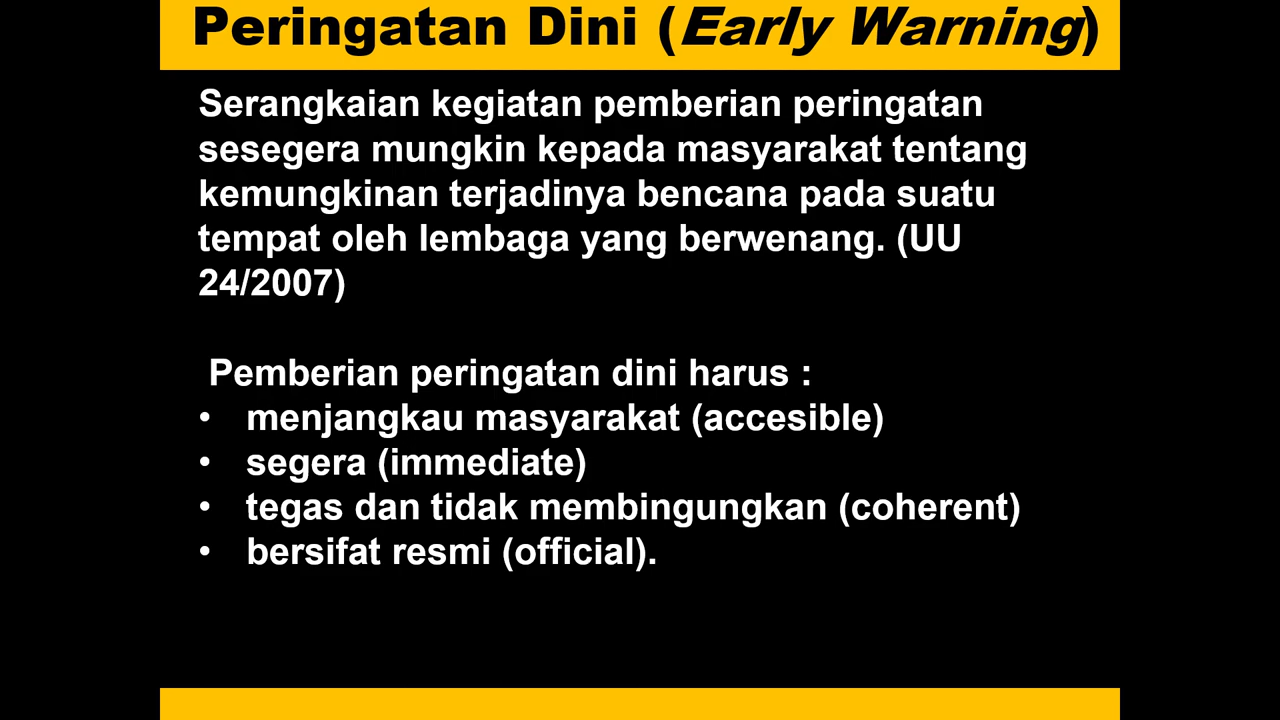 Peringatan Dini (Early Warning)
Serangkaian kegiatan pemberian peringatan
sesegera mungkin kepada masyarakat tentang
kemungkinan terjadinya bencana pada suatu
tempat oleh lembaga yang berwenang. (UU
24/2007)
Pemberian peringatan dini harus :
• menjangkau masyarakat (accesible)
• segera (immediate)
• tegas dan tidak membingungkan (coherent)
• bersifat resmi (official).